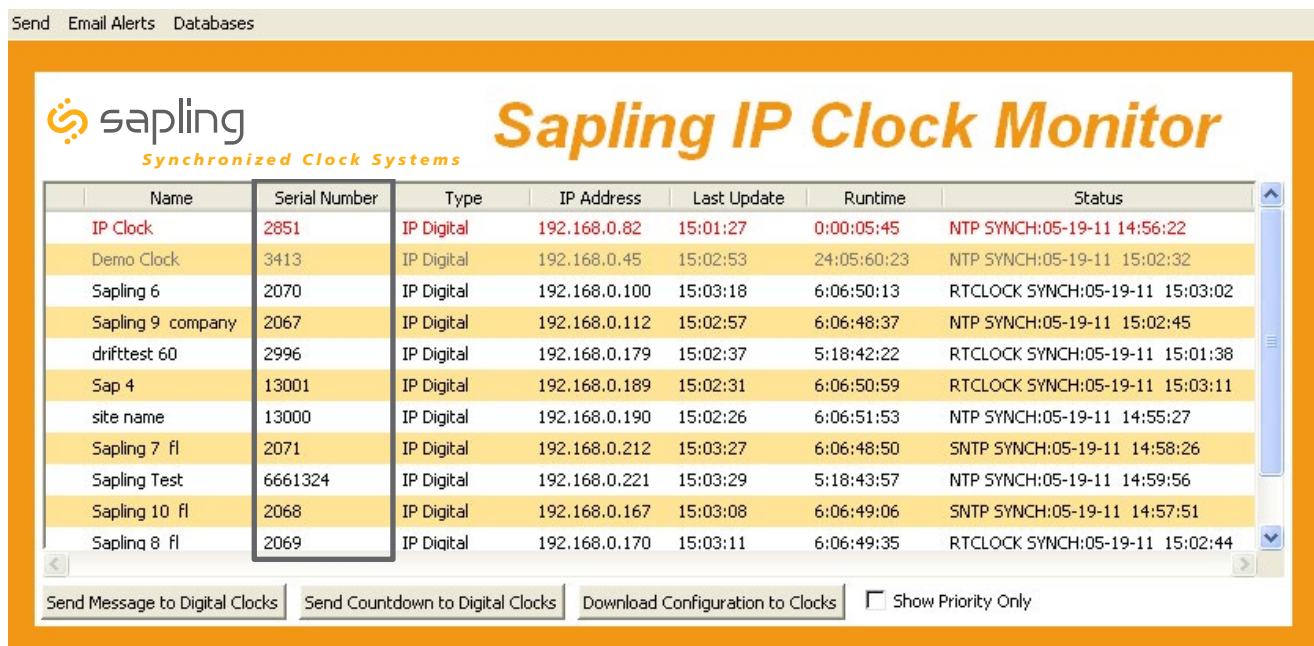 Send Email Alerts Databases
sapling
Synchronized Clock Systems
Sapling IP Clock Monitor
Name Serial Number Type IP Address Last Update Runtime Status
IP Clock 2851 IP Digital 192.168.0.82 15:01:27 0:00:05:45 NTP SYNCH:05-19-11 14:56:22
Demo Clock 3413 IP Digital 192.168.0.45 15:02:53 24:05:60:23 NTP SYNCH:05-19-11 15:02:32
Sapling 6 2070 IP Digital 192.168.0.100 15:03:18 6:06:50:13 RTCLOCK SYNCH:05-19-11 15:03:02
Sapling 9 company 2067 IP Digital 192.168.0.112 15:02:57 6:06:48:37 NTP SYNCH:05-19-11 15:02:45
drifttest 60 2996 IP Digital 192.168.0.179 15:02:37 5:18:42:22 RTCLOCK SYNCH:05-19-11 15:01:38
Sap 4 13001 IP Digital 192.168.0.189 15:02:31 6:06:50:59 RTCLOCK SYNCH:05-19-11 15:03:11
site name 13000 IP Digital 192.168.0.190 15:02:26 6:06:51:53 NTP SYNCH:05-19-11 14:55:27
Sapling 7 fl 2071 IP Digital 192.168.0.212 15:03:27 6:06:48:50 SNTP SYNCH:05-19-11 14:58:26
Sapling Test 6661324 IP Digital 192.168.0.221 15:03:29 5:18:43:57 NTP SYNCH:05-19-11 14:59:56
Sapling 10 fl 2068 IP Digital 192.168.0.167 15:03:08 6:06:49:06 SNTP SYNCH:05-19-11 14:57:51
Sapling 8 fl 2069 IP Digital 192.168.0.170 15:03:11 6:06:49:35 RTCLOCK SYNCH:05-19-11 15:02:44
Send Message to Digital Clocks Send Countdown to Digital Clocks Download Configuration to Clocks Show Priority Only